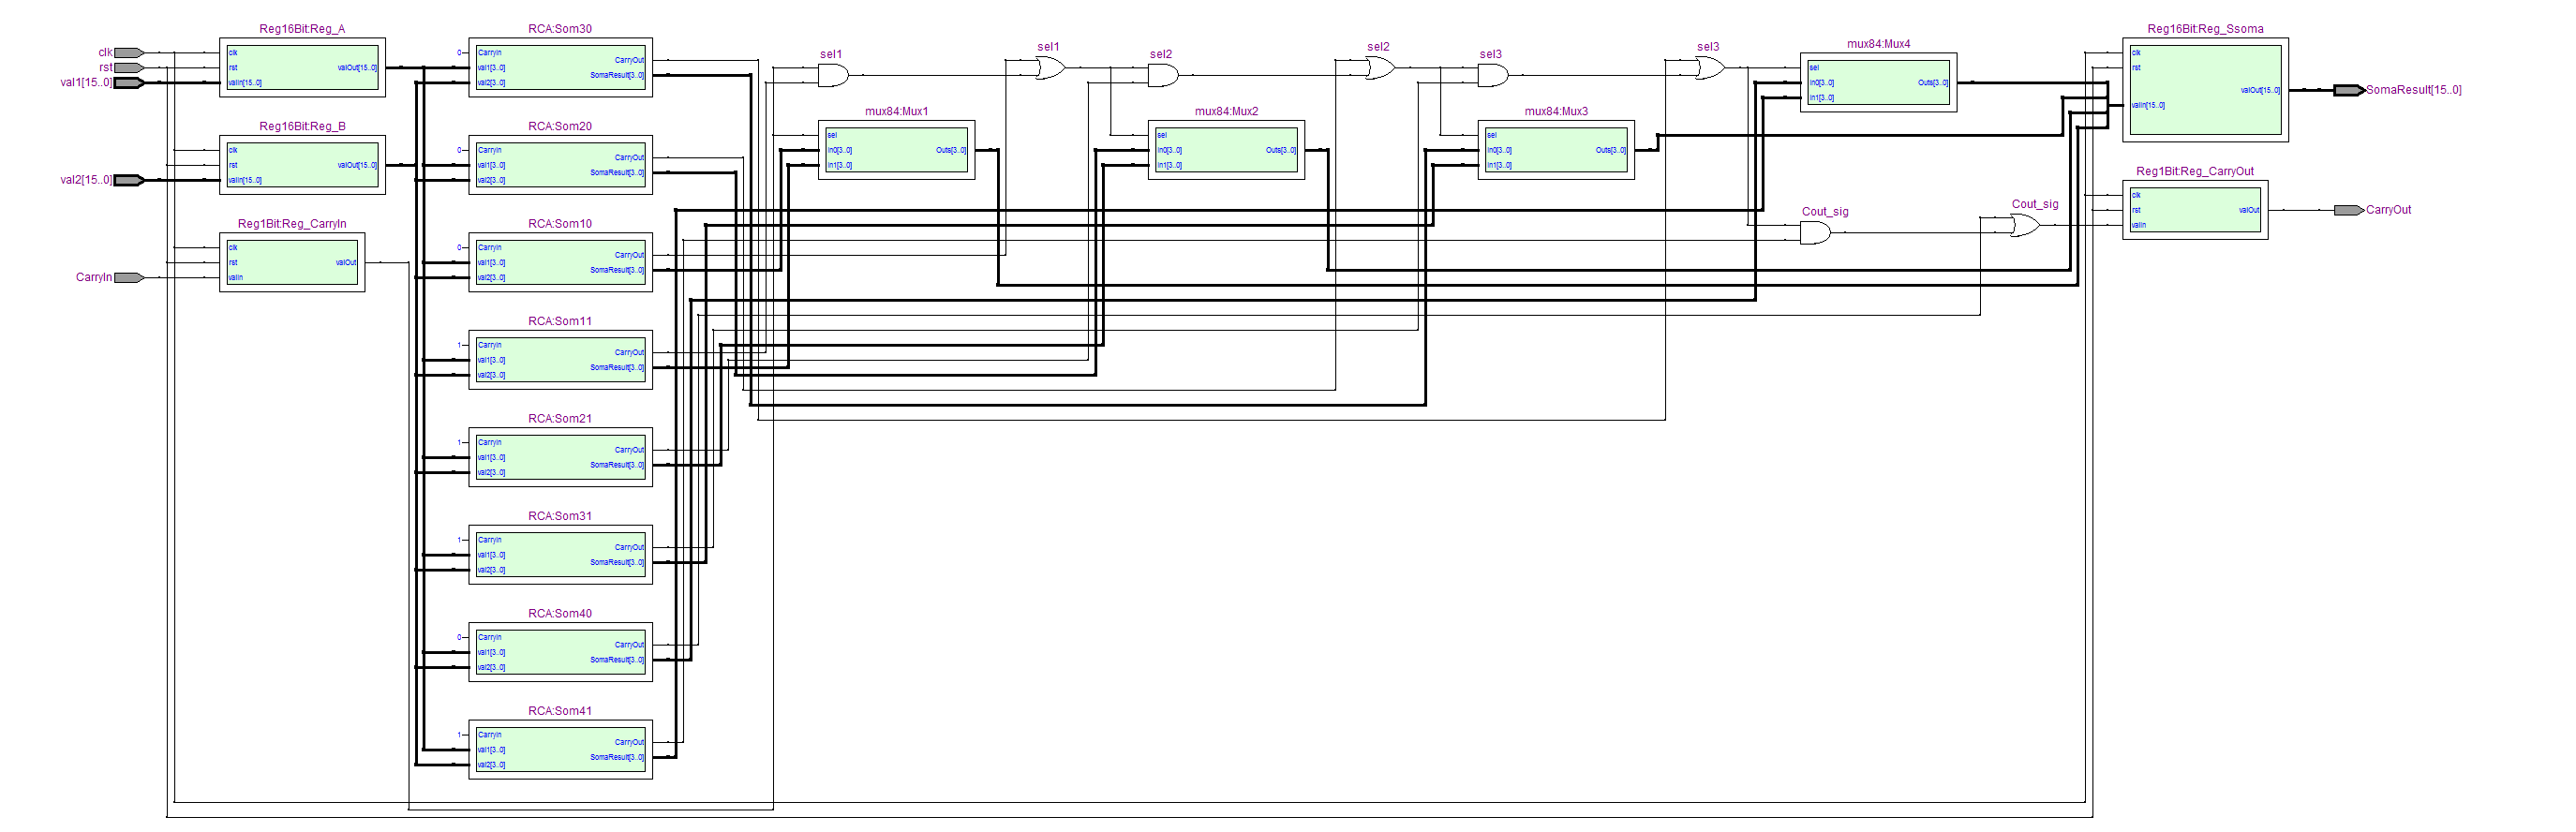 clk
rst
val1[15..0]
val2[15..0]
CarryIn
Reg16Bit:Reg_A
clk
rst
valIn[15..0]
valOut[15..0]
Reg16Bit:Reg_B
clk
rst
valIn[15..0]
valOut[15..0]
Reg1Bit:Reg_CarryIn
clk
rst
valIn
valOut
RCA:Som30
0
CarryIn
val1[3..0]
val2[3..0]
CarryOut
SomaResult[3..0]
RCA:Som20
0
CarryIn
val1[3..0]
val2[3..0]
CarryOut
SomaResult[3..0]
RCA:Som10
0
CarryIn
val1[3..0]
val2[3..0]
CarryOut
SomaResult[3..0]
RCA:Som11
1
CarryIn
val1[3..0]
val2[3..0]
CarryOut
SomaResult[3..0]
RCA:Som21
1
CarryIn
val1[3..0]
val2[3..0]
CarryOut
SomaResult[3..0]
RCA:Som31
1
CarryIn
val1[3..0]
val2[3..0]
CarryOut
SomaResult[3..0]
RCA:Som40
0
CarryIn
val1[3..0]
val2[3..0]
CarryOut
SomaResult[3..0]
RCA:Som41
1
CarryIn
val1[3..0]
val2[3..0]
CarryOut
SomaResult[3..0]
sel1
mux84:Mux1
sel
In0[3..0]
In1[3..0]
Outs[3..0]
sel1
sel2
mux84:Mux2
sel
In0[3..0]
In1[3..0]
Outs[3..0]
sel2
sel3
mux84:Mux3
sel
In0[3..0]
In1[3..0]
Outs[3..0]
sel3
mux84:Mux4
sel
In0[3..0]
In1[3..0]
Outs[3..0]
Cout_sig
Cout_sig
Reg16Bit:Reg_Ssoma
clk
rst
valIn[15..0]
valOut[15..0]
SomaResult[15..0]
Reg1Bit:Reg_CarryOut
clk
rst
valIn
valOut
CarryOut